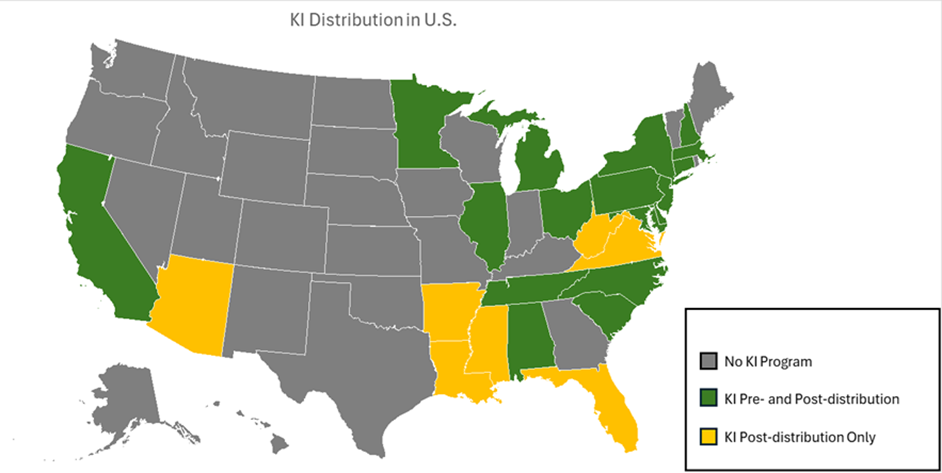 KI Distribution in U.S.
No KI Program
KI Pre- and Post-distribution
KI Post-distribution Only